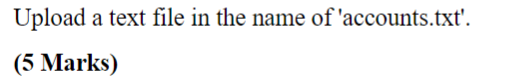 Upload a text file in the name of 'accounts.txt'.
(5 Marks)